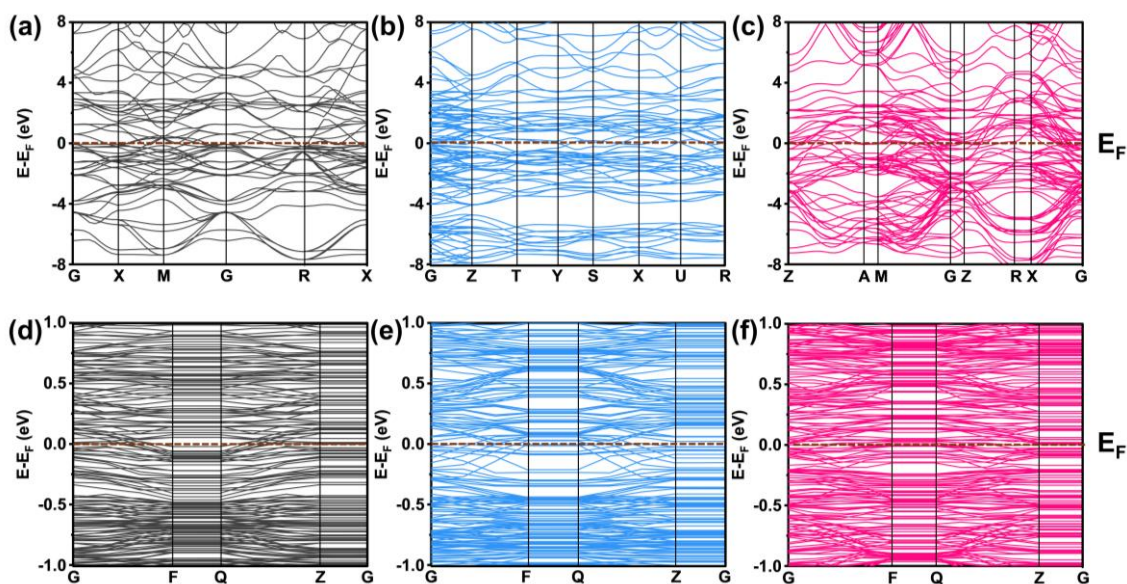 (a) (b) (c)
8 8 8
4 4 4
0 0 0
-4 -4 -4
-8 -8 -8
E-E_F (eV) E-E_F (eV) E-E_F (eV)
E_F
G X M G R X
G Z T Y S X U R
Z A M G Z R X G
(d) (e) (f)
1.0 1.0 1.0
0.5 0.5 0.5
0.0 0.0 0.0
-0.5 -0.5 -0.5
-1.0 -1.0 -1.0
E-E_F (eV) E-E_F (eV) E-E_F (eV)
E_F
G F Q Z G
G F Q Z G
G F Q Z G